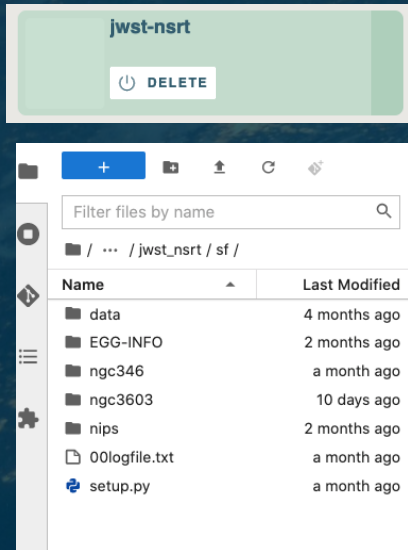 jwst-nsrt
DELETE
+
Filter files by name
/ ··· / jwst_nsrt / sf /
Name Last Modified
data 4 months ago
EGG-INFO 2 months ago
ngc346 a month ago
ngc3603 10 days ago
nips 2 months ago
00logfile.txt a month ago
setup.py a month ago